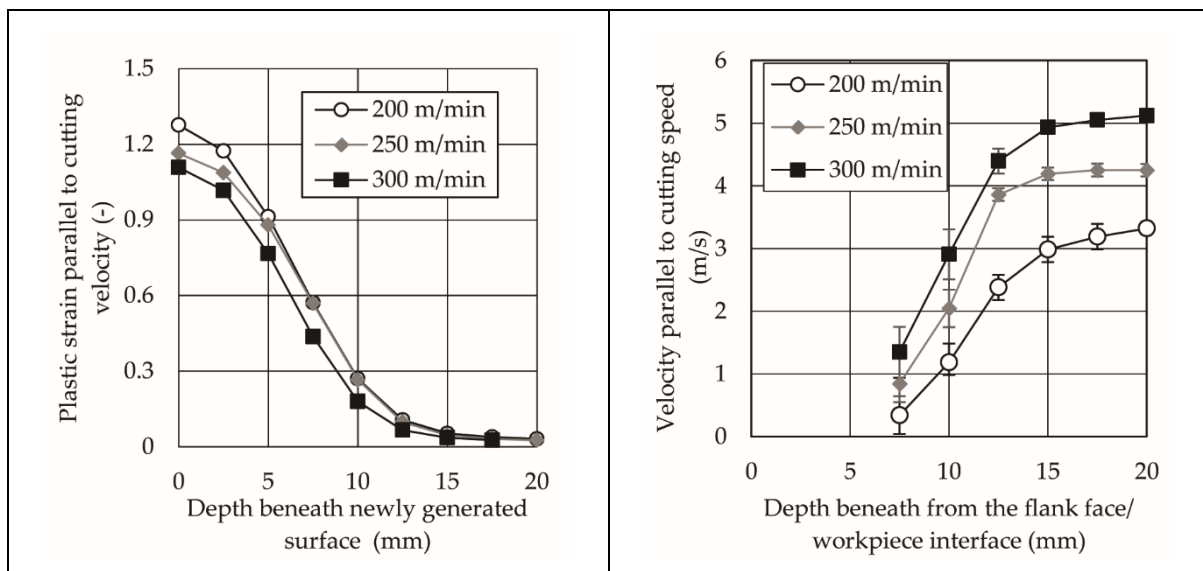 Plastic strain parallel to cutting
velocity (-)
1.5
1.2
0.9
0.6
0.3
0
200 m/min
250 m/min
300 m/min
0 5 10 15 20
Depth beneath newly generated
surface (mm)
Velocity parallel to cutting speed
(m/s)
6
5
4
3
2
1
0
200 m/min
250 m/min
300 m/min
0 5 10 15 20
Depth beneath from the flank face/
workpiece interface (mm)